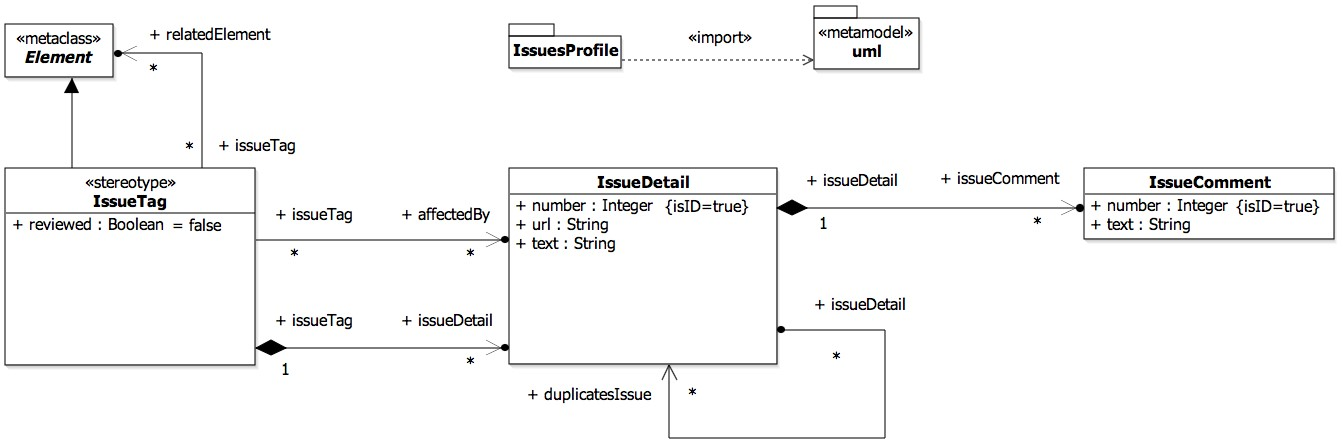 «metaclass»
Element
+ relatedElement
*
* + issueTag
IssuesProfile
«import»
«metamodel»
uml
«stereotype»
IssueTag
+ reviewed : Boolean = false
+ issueTag
+ affectedBy
*
*
+ issueTag
+ issueDetail
1
*
IssueDetail
+ number : Integer {isID=true}
+ url : String
+ text : String
+ issueDetail
+ issueComment
1
*
IssueComment
+ number : Integer {isID=true}
+ text : String
+ issueDetail
*
+ duplicatesIssue
*